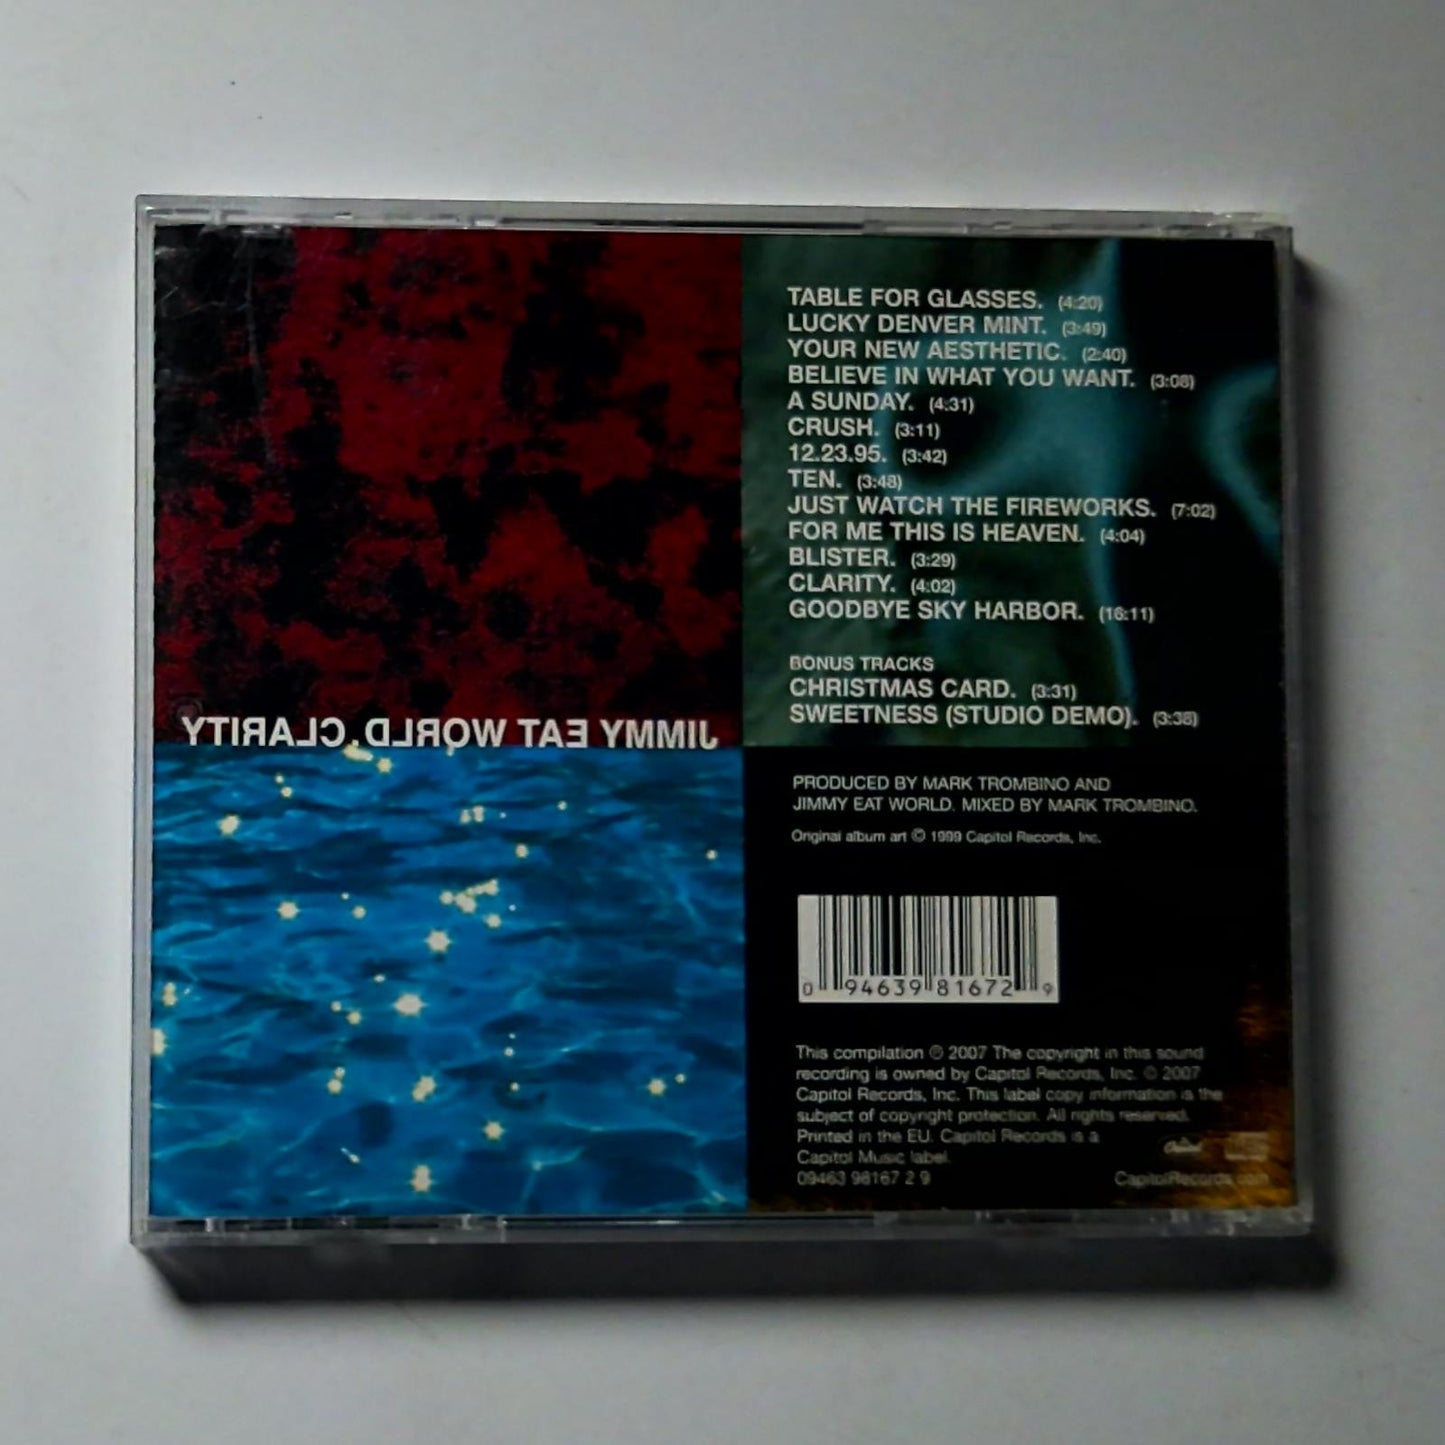 TABLE FOR GLASSES. (4:20)
LUCKY DENVER MINT. (3:49)
YOUR NEW AESTHETIC. (2:40)
BELIEVE IN WHAT YOU WANT. (3:08)
A SUNDAY. (4:31)
CRUSH. (3:11)
12.23.95. (3:42)
TEN. (3:48)
JUST WATCH THE FIREWORKS. (7:02)
FOR ME THIS IS HEAVEN. (4:04)
BLISTER. (3:29)
CLARITY. (4:02)
GOODBYE SKY HARBOR. (16:11)
BONUS TRACKS
CHRISTMAS CARD. (3:31)
SWEETNESS (STUDIO DEMO). (3:38)
JIMMY EAT WORLD. CLARITY
PRODUCED BY MARK TROMBINO AND
JIMMY EAT WORLD. MIXED BY MARK TROMBINO.
Original album art © 1999 Capitol Records, Inc.
0 94639 81672 9
This compilation ℗ 2007 The copyright in this sound
recording is owned by Capitol Records, Inc. © 2007
Capitol Records, Inc. This label copy information is the
subject of copyright protection. All rights reserved.
Printed in the EU. Capitol Records is a
Capitol Music label.
09463 98167 2 9
Capitol
CapitolRecords.com